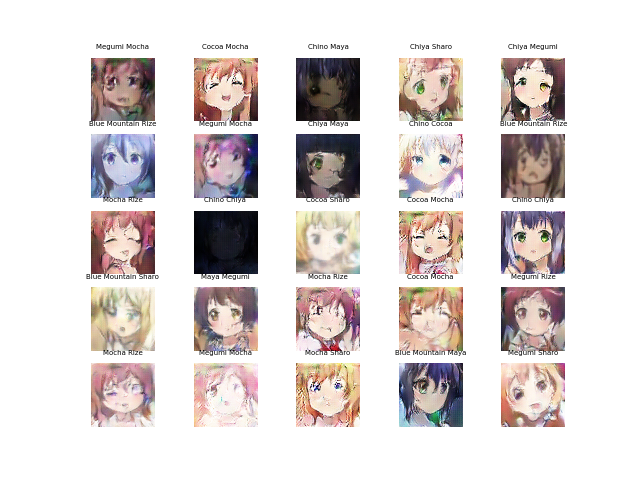 Megumi Mocha
Cocoa Mocha
Chino Maya
Chiya Sharo
Chiya Megumi
Blue Mountain Rize
Megumi Mocha
Chiya Maya
Chino Cocoa
Blue Mountain Rize
Mocha Rize
Chino Chiya
Cocoa Sharo
Cocoa Mocha
Chino Chiya
Blue Mountain Sharo
Maya Megumi
Mocha Rize
Cocoa Mocha
Megumi Rize
Mocha Rize
Megumi Mocha
Mocha Sharo
Blue Mountain Maya
Megumi Sharo